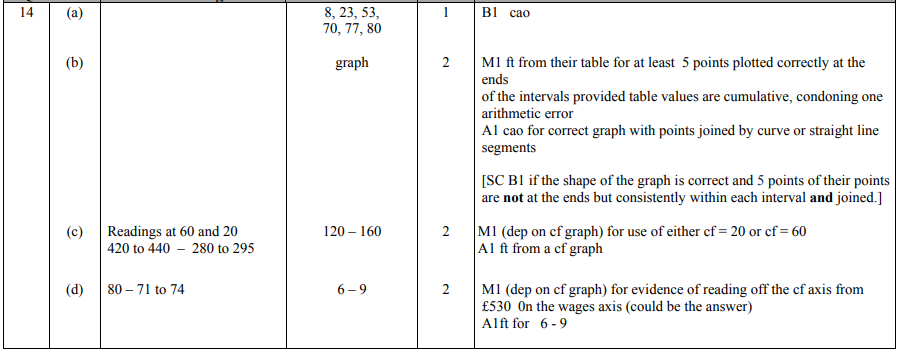 14 (a) 8, 23, 53, 1 B1 cao
70, 77, 80
(b) graph 2 M1 ft from their table for at least 5 points plotted correctly at the
ends
of the intervals provided table values are cumulative, condoning one
arithmetic error
A1 cao for correct graph with points joined by curve or straight line
segments
[SC B1 if the shape of the graph is correct and 5 points of their points
are not at the ends but consistently within each interval and joined.]
(c) Readings at 60 and 20 120 – 160 2 M1 (dep on cf graph) for use of either cf = 20 or cf = 60
420 to 440 – 280 to 295 A1 ft from a cf graph
(d) 80 – 71 to 74 6 – 9 2 M1 (dep on cf graph) for evidence of reading off the cf axis from
£530 0n the wages axis (could be the answer)
A1ft for 6 - 9